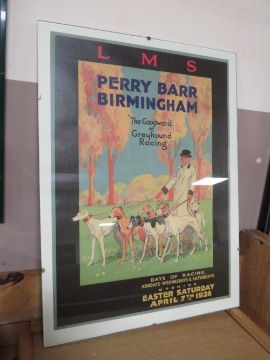 L M S
PERRY BARR
BIRMINGHAM
"The Goodwood
of
Greyhound
Racing"
DAYS OF RACING
MONDAYS · WEDNESDAYS & SATURDAYS
OPENING
EASTER SATURDAY
APRIL 7TH 1928